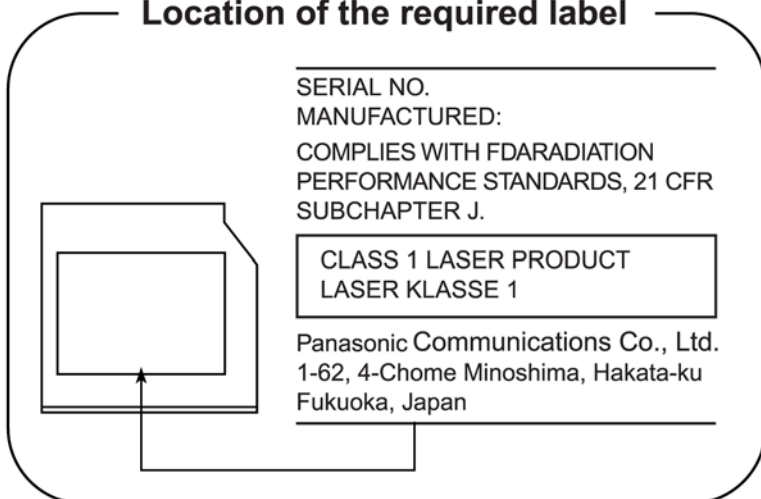 Location of the required label
SERIAL NO.
MANUFACTURED:
COMPLIES WITH FDARADIATION
PERFORMANCE STANDARDS, 21 CFR
SUBCHAPTER J.
CLASS 1 LASER PRODUCT
LASER KLASSE 1
Panasonic Communications Co., Ltd.
1-62, 4-Chome Minoshima, Hakata-ku
Fukuoka, Japan